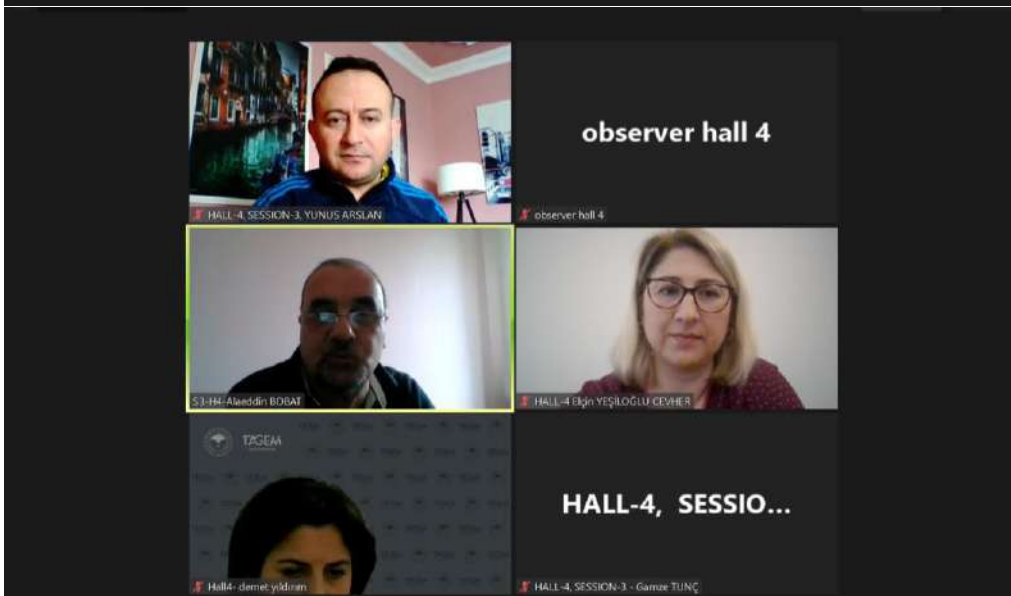 HALL-4, SESSION-3, YUNUS ARSLAN
observer hall 4
observer hall 4
S3-H4-Alaeddin BOBAT
HALL-4 Elçin YEŞİLOĞLU CEVHER
TAGEM
Hall4- demet yıldırım
HALL-4, SESSIO...
HALL-4, SESSION-3 - Gamze TUNÇ